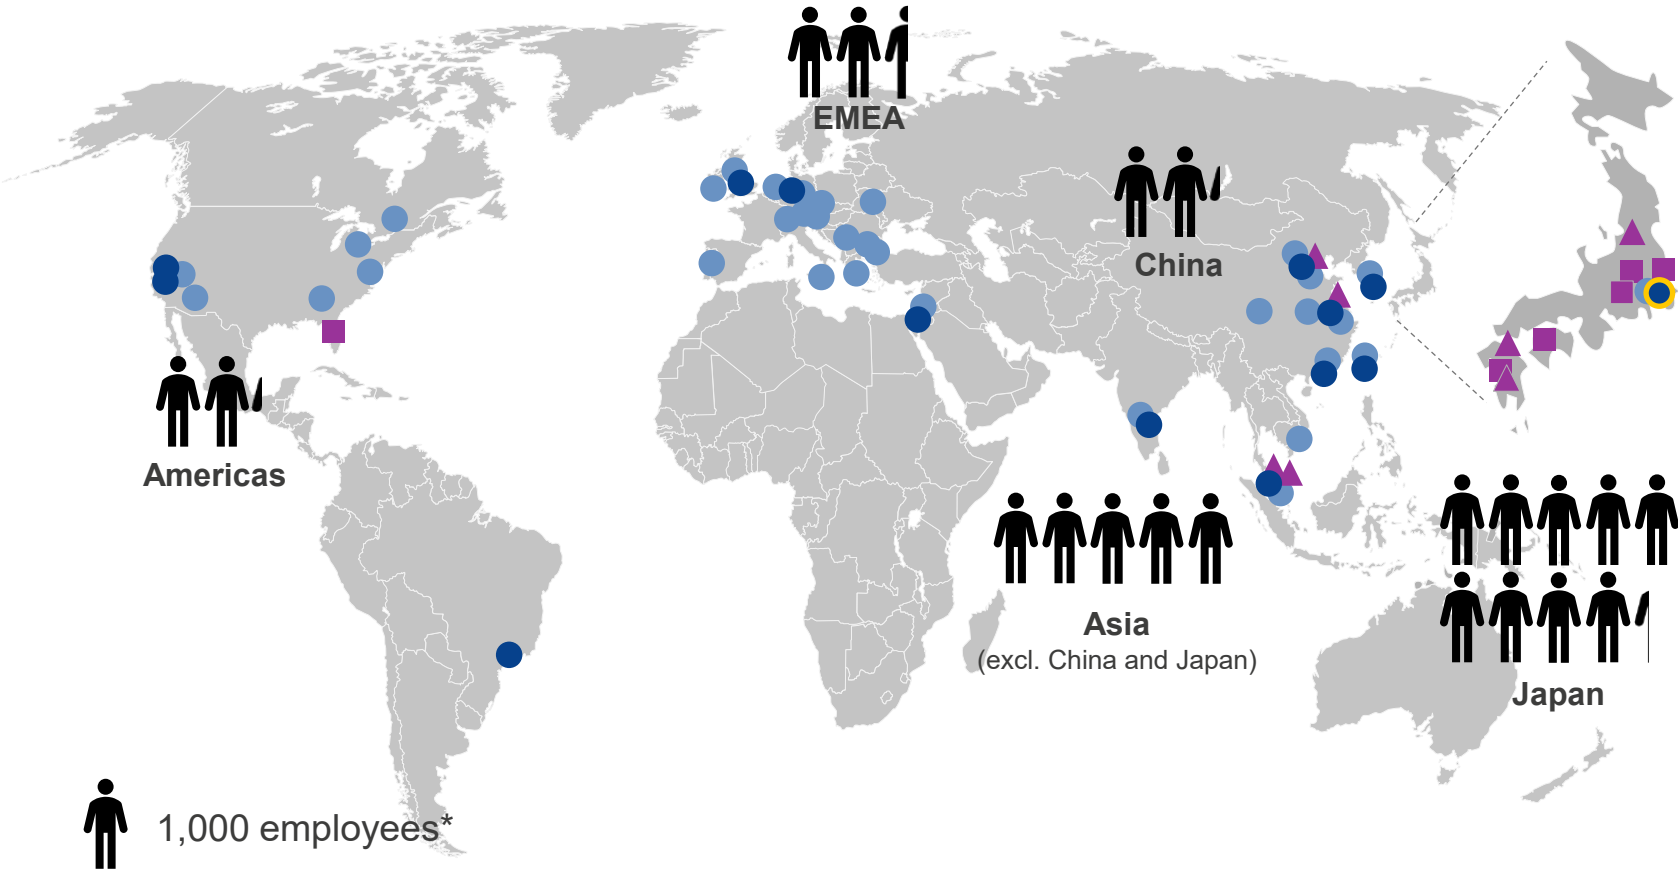 EMEA
China
Americas
Asia
(excl. China and Japan)
Japan
1,000 employees*